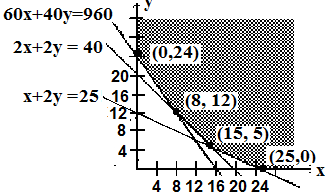 60x+40y=960
y
2x+2y = 40
(0,24)
20
x+2y =25
16
(8, 12)
12
8
(15, 5)
4
(25,0)
x
4 8 12 16 20 24